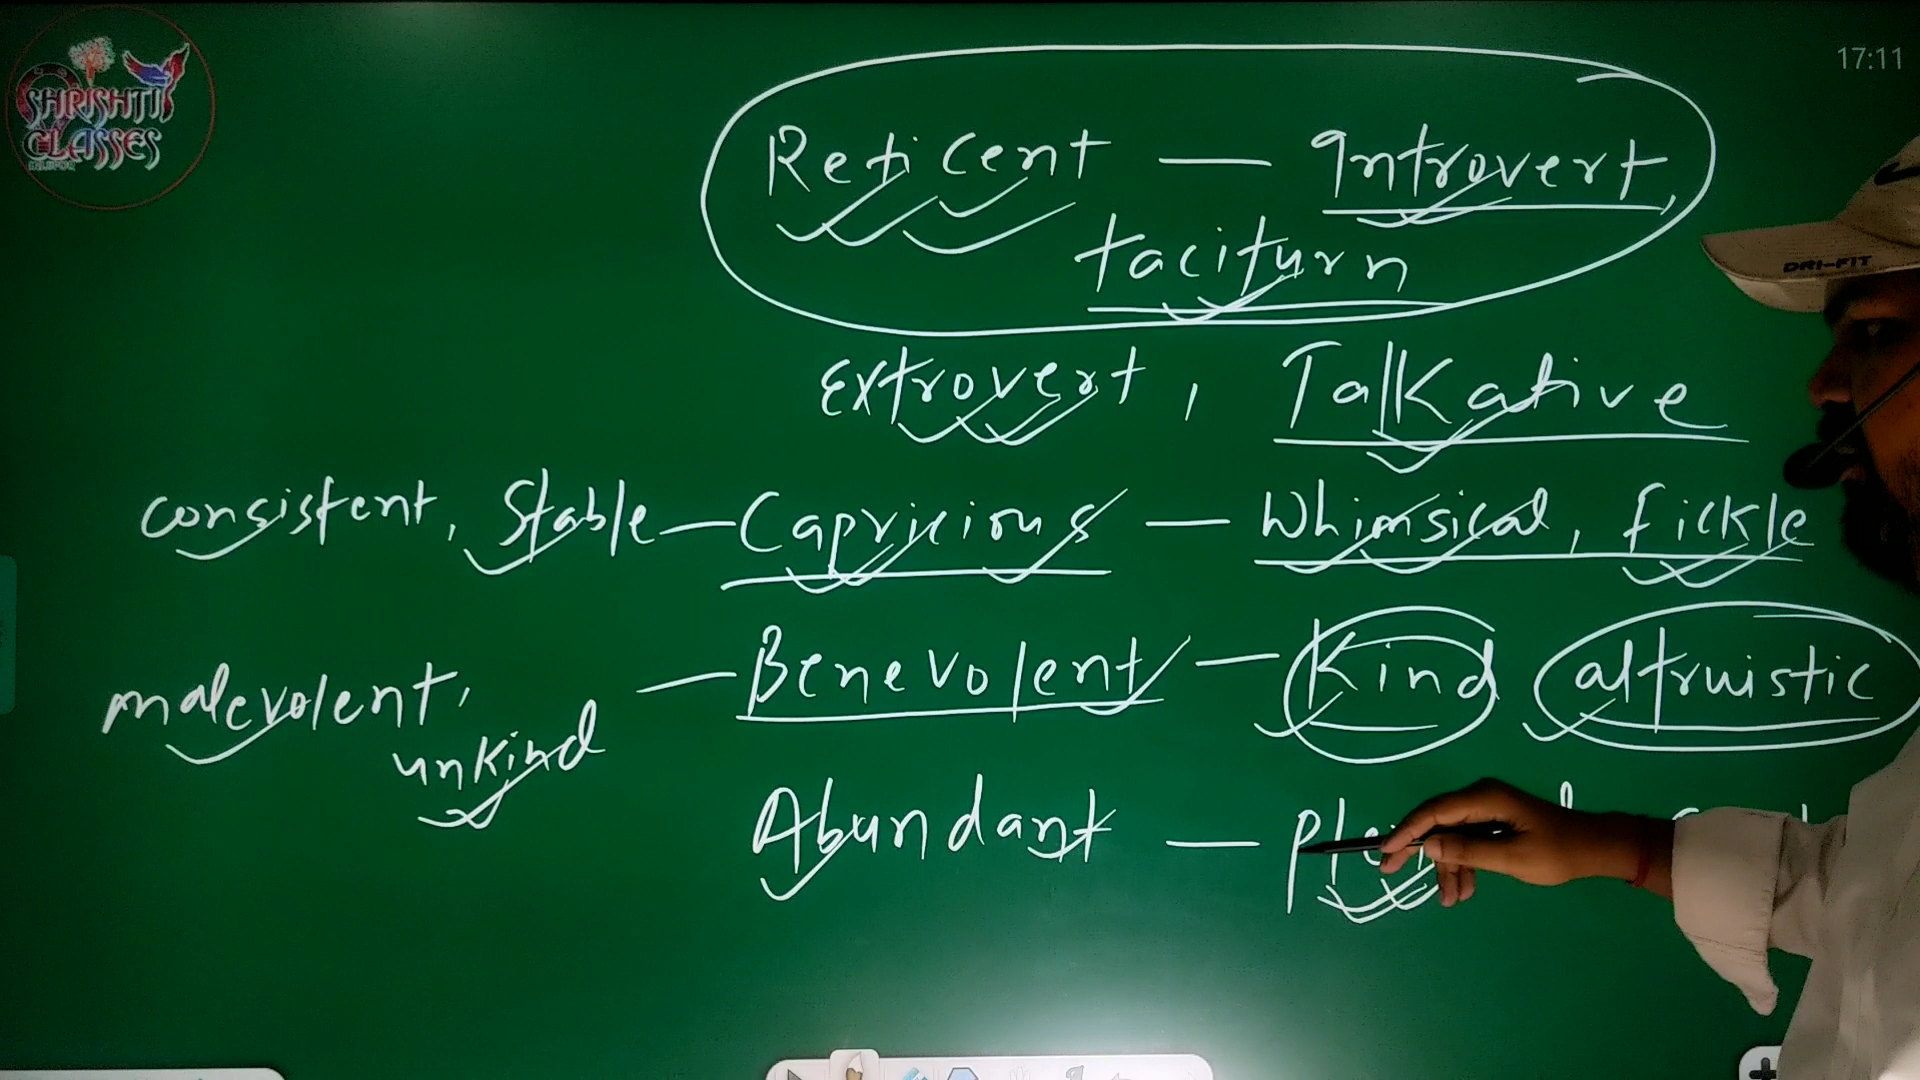 SHRISHTI
CLASSES
17:11
Reticent — Introvert,
taciturn
Extrovert, Talkative
consistent, Stable — Capricious — Whimsical, fickle
malevolent, — Benevolent — Kind altruistic
unkind
Abundant —
DRI-FIT